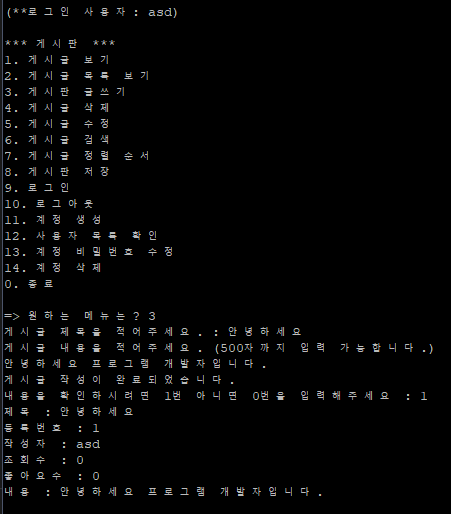 (**로그인 사용자 : asd)
*** 게시판 ***
1. 게시글 보기
2. 게시글 목록 보기
3. 게시판 글쓰기
4. 게시글 삭제
5. 게시글 수정
6. 게시글 검색
7. 게시글 정렬 순서
8. 게시판 저장
9. 로그인
10. 로그아웃
11. 계정 생성
12. 사용자 목록 확인
13. 계정 비밀번호 수정
14. 계정 삭제
0. 종료
=> 원하는 메뉴는? 3
게시글 제목을 적어주세요. : 안녕하세요
게시글 내용을 적어주세요. (500자까지 입력 가능합니다.)
안녕하세요 프로그램 개발자입니다.
게시글 작성이 완료되었습니다.
내용을 확인하시려면 1번 아니면 0번을 입력해주세요 : 1
제목 : 안녕하세요
등록번호 : 1
작성자 : asd
조회수 : 0
좋아요수 : 0
내용 : 안녕하세요 프로그램 개발자입니다.